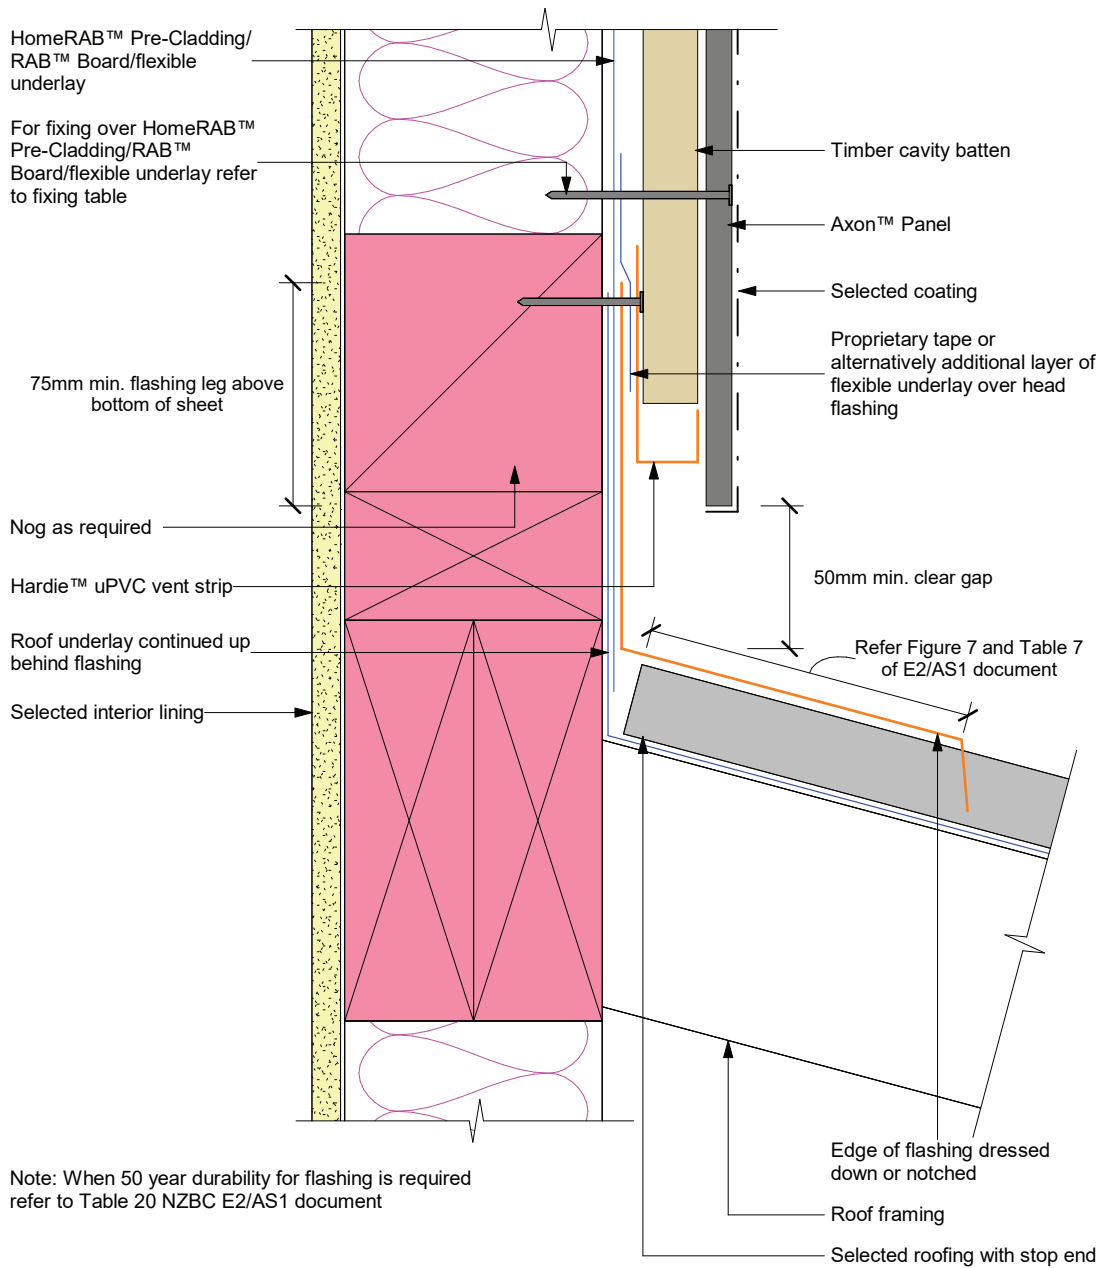 HomeRAB™ Pre-Cladding/
RAB™ Board/flexible
underlay
For fixing over HomeRAB™
Pre-Cladding/RAB™
Board/flexible underlay refer
to fixing table
75mm min. flashing leg above
bottom of sheet
Nog as required
Hardie™ uPVC vent strip
Roof underlay continued up
behind flashing
Selected interior lining
Timber cavity batten
Axon™ Panel
Selected coating
Proprietary tape or
alternatively additional layer of
flexible underlay over head
flashing
50mm min. clear gap
Refer Figure 7 and Table 7
of E2/AS1 document
Edge of flashing dressed
down or notched
Roof framing
Selected roofing with stop end
Note: When 50 year durability for flashing is required
refer to Table 20 NZBC E2/AS1 document